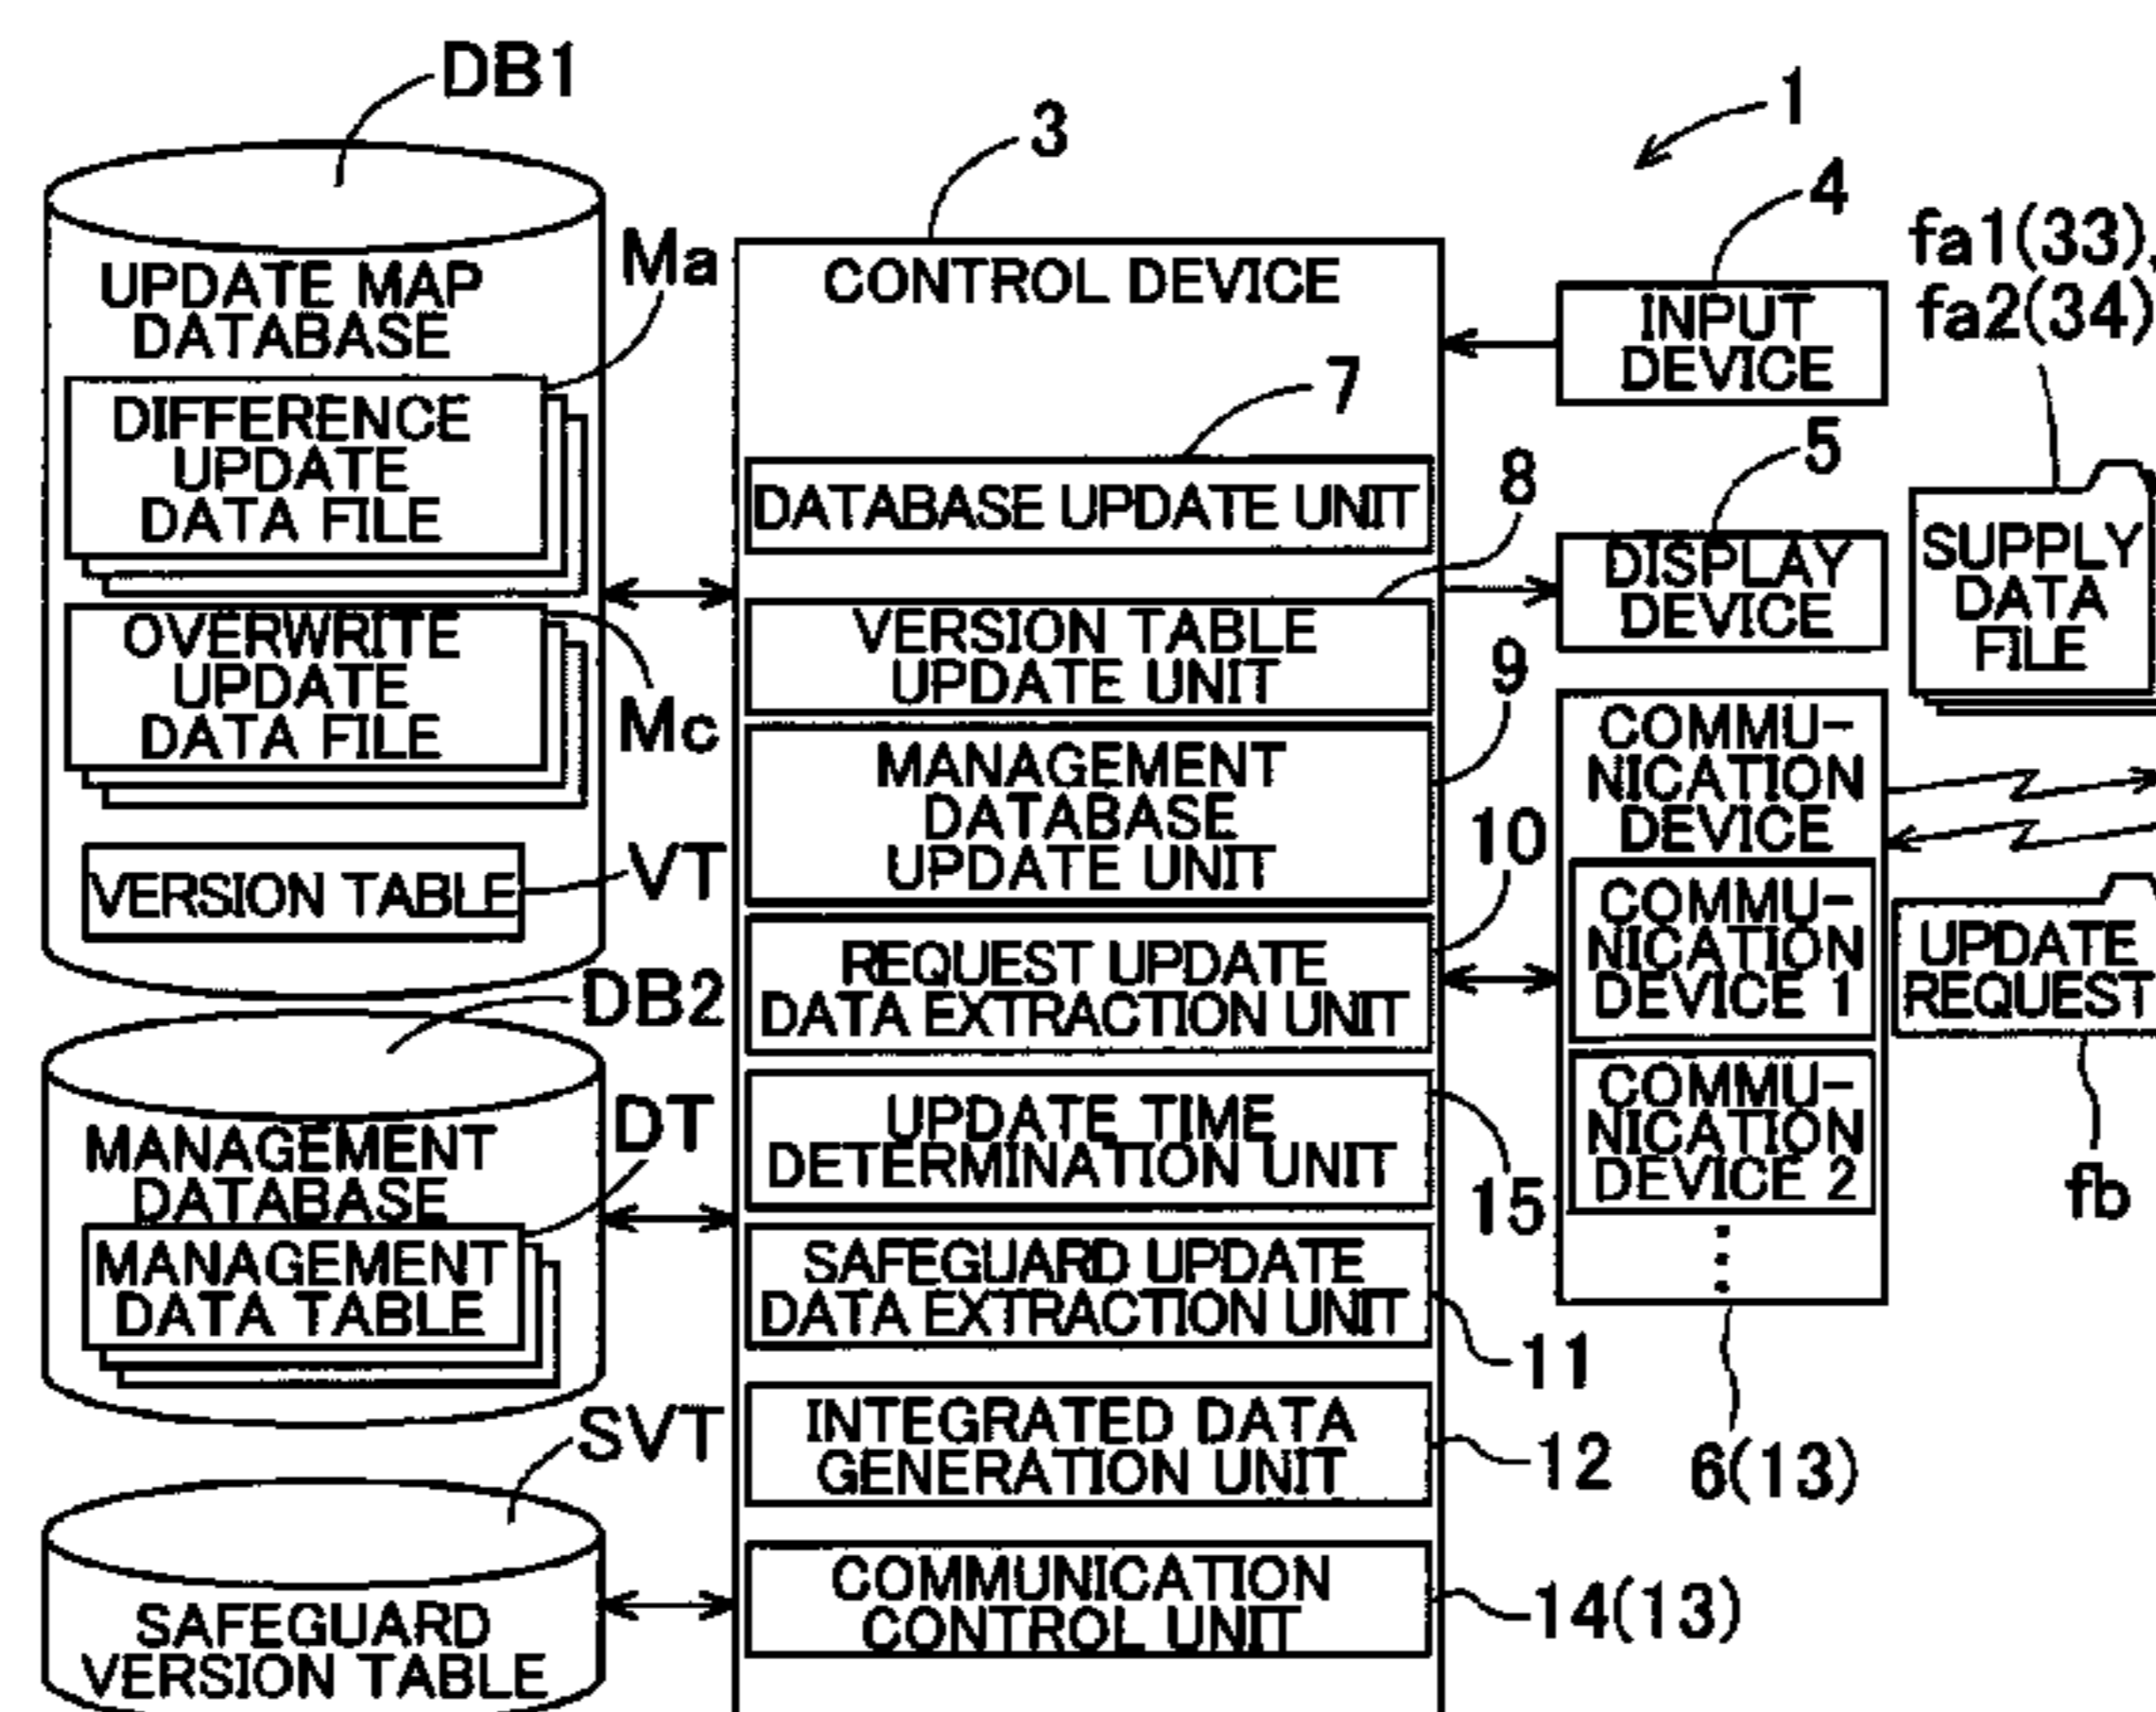 DB1
UPDATE MAP
DATABASE
Ma
DIFFERENCE
UPDATE
DATA FILE
OVERWRITE
UPDATE
DATA FILE
Mc
VERSION TABLE
VT
DB2
MANAGEMENT
DATABASE
DT
MANAGEMENT
DATA TABLE
SVT
SAFEGUARD
VERSION TABLE
3
CONTROL DEVICE
7
DATABASE UPDATE UNIT
8
VERSION TABLE
UPDATE UNIT
9
MANAGEMENT
DATABASE
UPDATE UNIT
10
REQUEST UPDATE
DATA EXTRACTION UNIT
UPDATE TIME
DETERMINATION UNIT
15
SAFEGUARD UPDATE
DATA EXTRACTION UNIT
11
INTEGRATED DATA
GENERATION UNIT
12
COMMUNICATION
CONTROL UNIT
14(13)
1
4
INPUT
DEVICE
5
DISPLAY
DEVICE
COMMU-
NICATION
DEVICE
COMMU-
NICATION
DEVICE 1
COMMU-
NICATION
DEVICE 2
⋮
6(13)
fa1(33),
fa2(34)
SUPPLY
DATA
FILE
UPDATE
REQUEST
fb